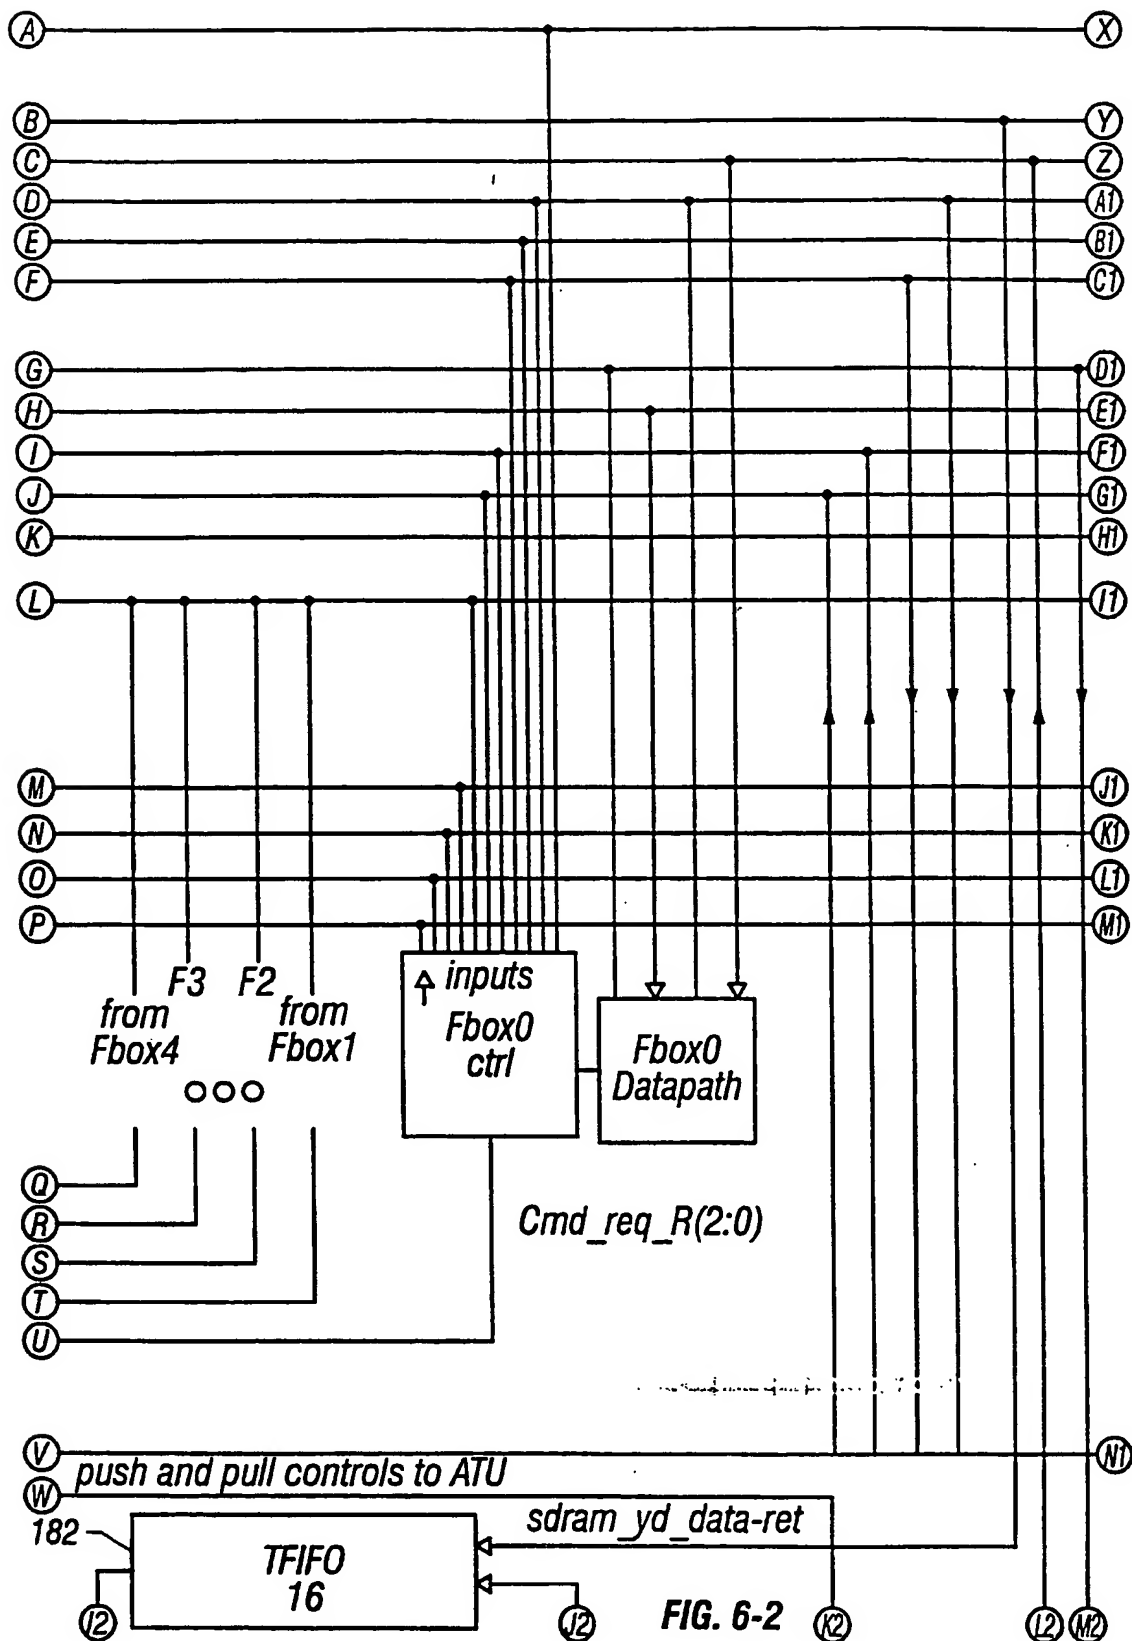 A X
B Y
C Z
D A1
E B1
F C1
G D1
H E1
I F1
J G1
K H1
L I1
M J1
N K1
O L1
P M1
inputs
F3 F2
from
Fbox4
from
Fbox1
Fbox0
ctrl
Fbox0
Datapath
Q
R
Cmd_req_R(2:0)
S
T
U
V N1
push and pull controls to ATU
W
sdram_yd_data-ret
182
TFIFO
16
I2 J2 FIG. 6-2 K2 L2 M2